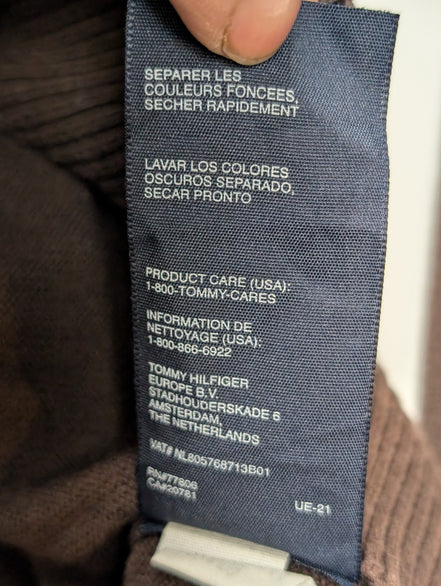 SEPARER LES
COULEURS FONCEES,
SECHER RAPIDEMENT
LAVAR LOS COLORES
OSCUROS SEPARADO,
SECAR PRONTO
PRODUCT CARE (USA):
1-800-TOMMY-CARES
INFORMATION DE
NETTOYAGE (USA):
1-800-866-6922
TOMMY HILFIGER
EUROPE B.V.
STADHOUDERSKADE 6
AMSTERDAM,
THE NETHERLANDS
VAT# NL805768713B01
RN#77806
CA#20781
UE-21